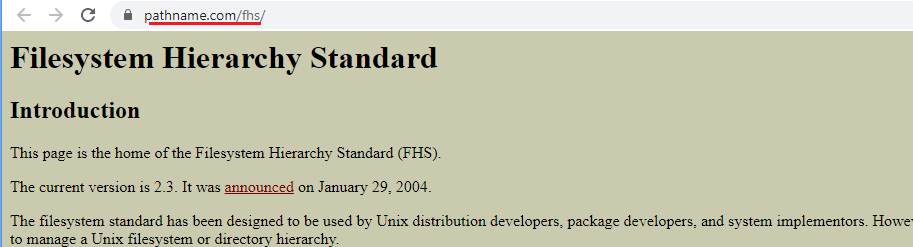 pathname.com/fhs/
Filesystem Hierarchy Standard
Introduction
This page is the home of the Filesystem Hierarchy Standard (FHS).
The current version is 2.3. It was announced on January 29, 2004.
The filesystem standard has been designed to be used by Unix distribution developers, package developers, and system implementors. Howe
to manage a Unix filesystem or directory hierarchy.